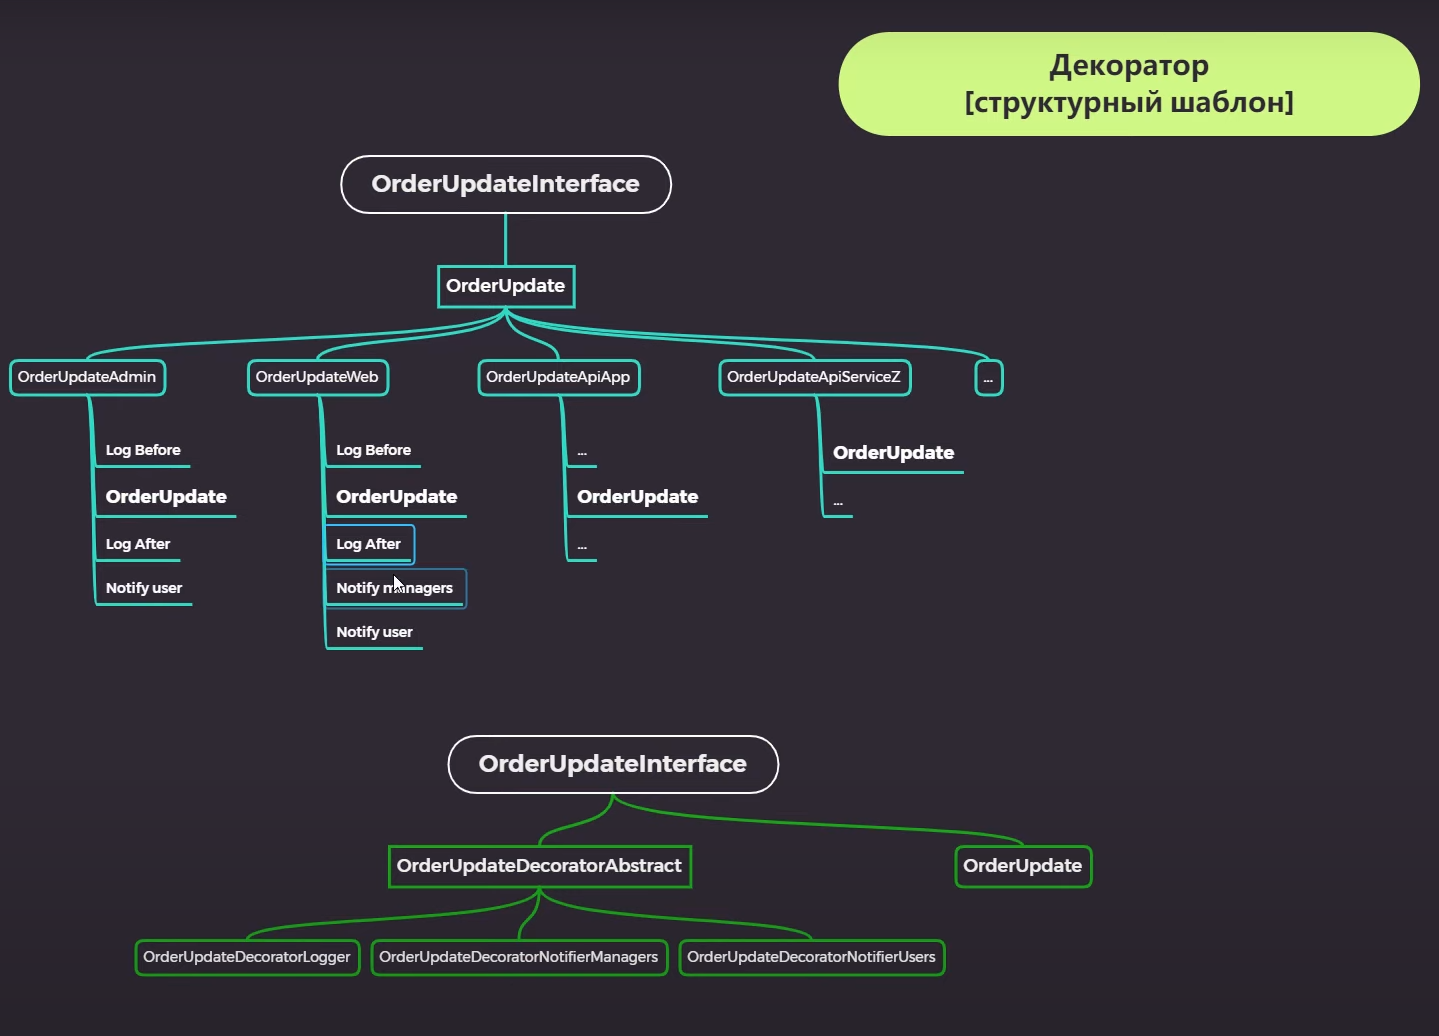 Декоратор
[структурный шаблон]
OrderUpdateInterface
OrderUpdate
OrderUpdateAdmin
OrderUpdateWeb
OrderUpdateApiApp
OrderUpdateApiServiceZ
...
Log Before
OrderUpdate
Log After
Notify user
Log Before
OrderUpdate
Log After
Notify managers
Notify user
...
OrderUpdate
...
OrderUpdate
...
OrderUpdateInterface
OrderUpdateDecoratorAbstract
OrderUpdate
OrderUpdateDecoratorLogger
OrderUpdateDecoratorNotifierManagers
OrderUpdateDecoratorNotifierUsers